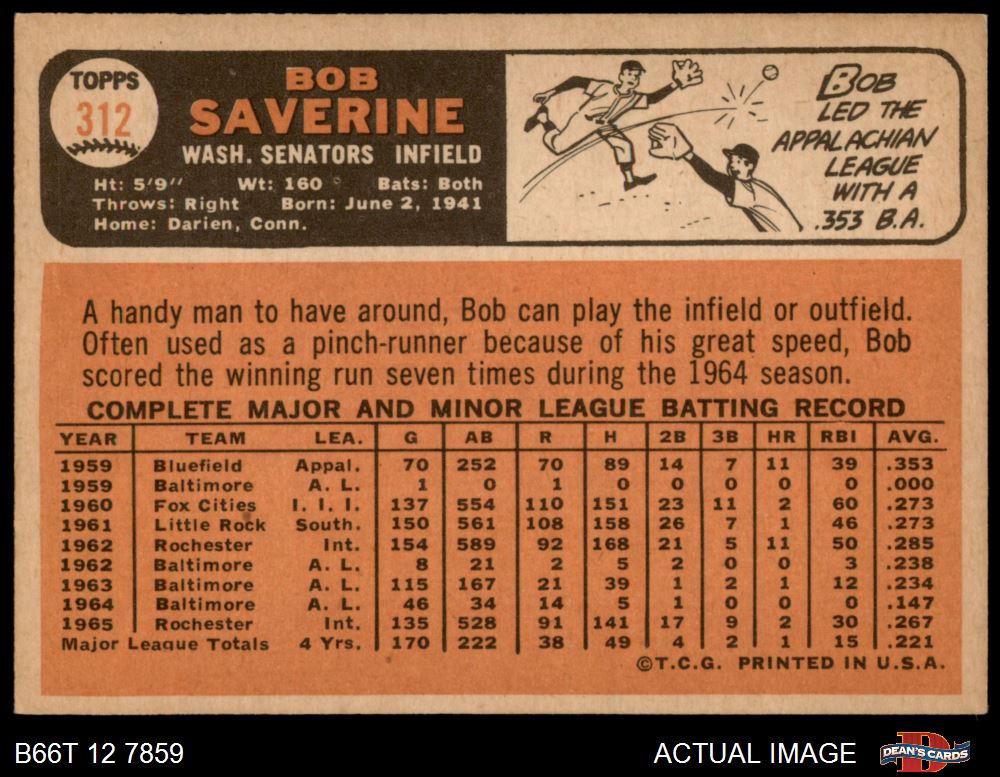 TOPPS
312
BOB
SAVERINE
WASH. SENATORS INFIELD
Ht: 5'9" Wt: 160 Bats: Both
Throws: Right Born: June 2, 1941
Home: Darien, Conn.
BOB
LED THE
APPALACHIAN
LEAGUE
WITH A
.353 B.A.
A handy man to have around, Bob can play the infield or outfield.
Often used as a pinch-runner because of his great speed, Bob
scored the winning run seven times during the 1964 season.
COMPLETE MAJOR AND MINOR LEAGUE BATTING RECORD
YEAR TEAM LEA. G AB R H 2B 3B HR RBI AVG.
1959 Bluefield Appal. 70 252 70 89 14 7 11 39 .353
1959 Baltimore A. L. 1 0 1 0 0 0 0 0 .000
1960 Fox Cities I. I. I. 137 554 110 151 23 11 2 60 .273
1961 Little Rock South. 150 561 108 158 26 7 1 46 .273
1962 Rochester Int. 154 589 92 168 21 5 11 50 .285
1962 Baltimore A. L. 8 21 2 5 2 0 0 3 .238
1963 Baltimore A. L. 115 167 21 39 1 2 1 12 .234
1964 Baltimore A. L. 46 34 14 5 1 0 0 0 .147
1965 Rochester Int. 135 528 91 141 17 9 2 30 .267
Major League Totals 4 Yrs. 170 222 38 49 4 2 1 15 .221
©T.C.G. PRINTED IN U.S.A.
B66T 12 7859
ACTUAL IMAGE
DEAN'S CARDS